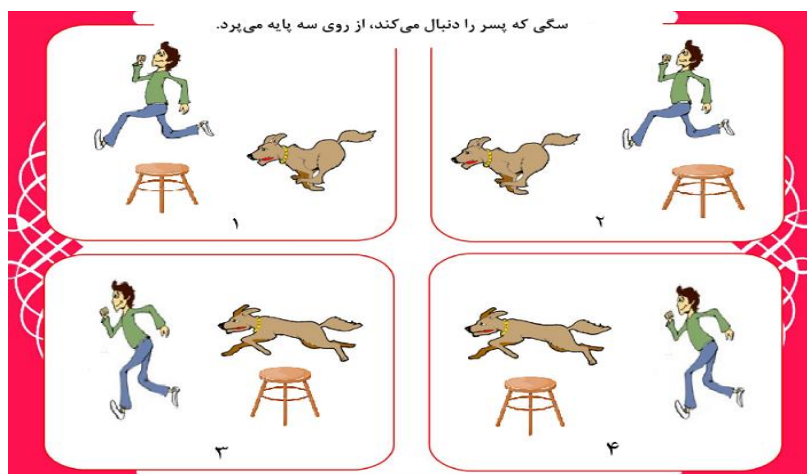 سگی که پسر را دنبال می‌کند، از روی سه پایه می‌پرد.
۱
۲
۳
۴